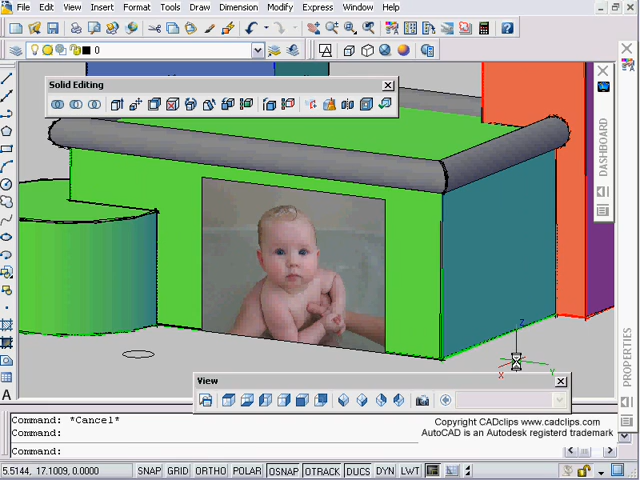 File Edit View Insert Format Tools Draw Dimension Modify Express Window Help
0
Solid Editing
DASHBOARD
Z
X
Y
View
PROPERTIES
Command: *Cancel*
Command:
Command:
Copyright CADclips www.cadclips.com
AutoCAD is an Autodesk registerd trademark
5.5144, 17.1009, 0.0000 SNAP GRID ORTHO POLAR OSNAP OTRACK DUCS DYN LWT